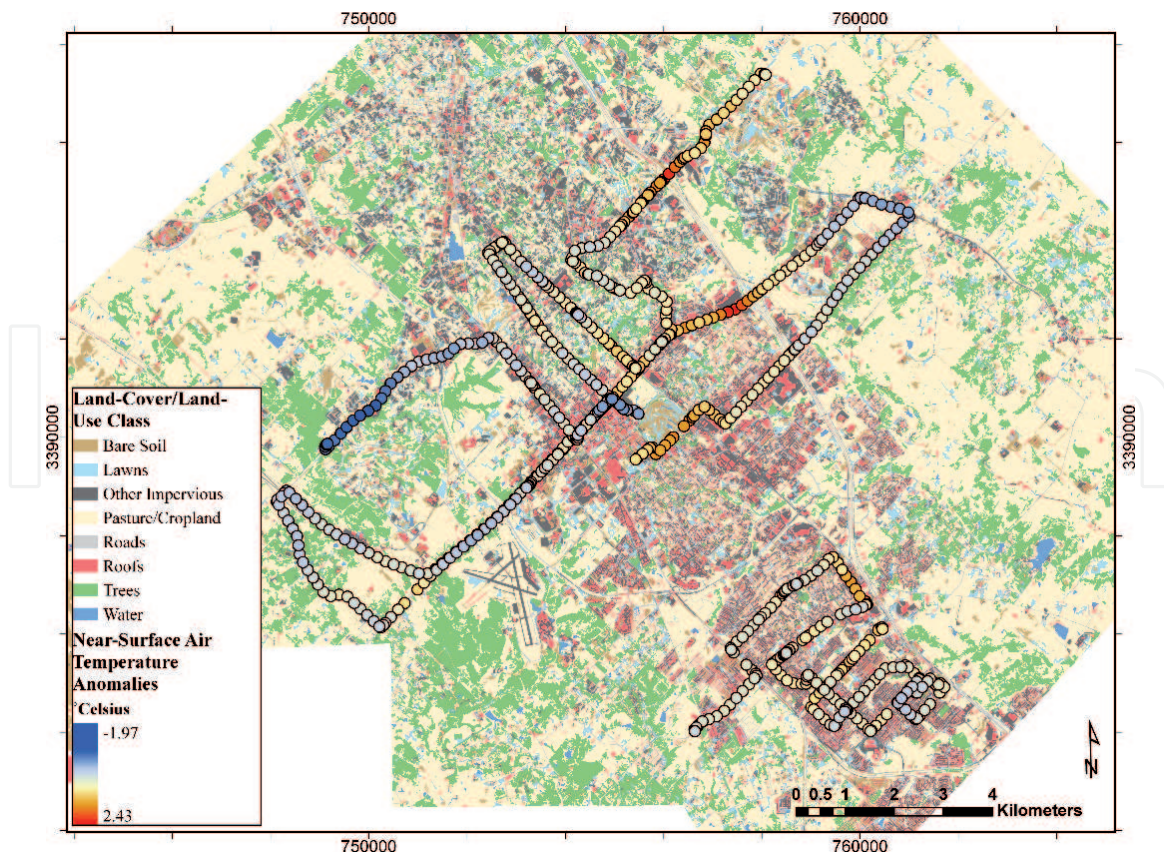 750000 760000
3390000
3390000
Land-Cover/Land-
Use Class
Bare Soil
Lawns
Other Impervious
Pasture/Cropland
Roads
Roofs
Trees
Water
Near-Surface Air
Temperature
Anomalies
°Celsius
-1.97
2.43
N
0 0.5 1 2 3 4
Kilometers
750000 760000